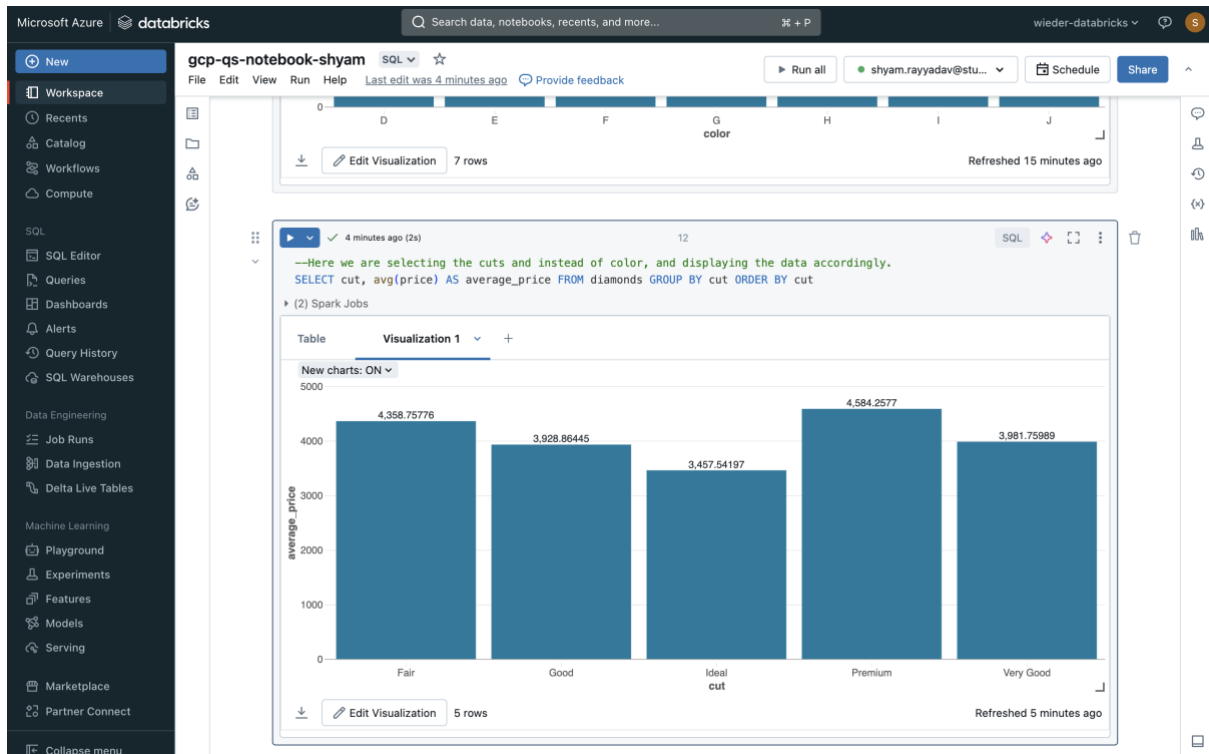 Microsoft Azure databricks
Search data, notebooks, recents, and more... ⌘ + P
wieder-databricks
S
New
Workspace
Recents
Catalog
Workflows
Compute
SQL
SQL Editor
Queries
Dashboards
Alerts
Query History
SQL Warehouses
Data Engineering
Job Runs
Data Ingestion
Delta Live Tables
Machine Learning
Playground
Experiments
Features
Models
Serving
Marketplace
Partner Connect
Collapse menu
gcp-qs-notebook-shyam SQL
File Edit View Run Help Last edit was 4 minutes ago Provide feedback
Run all
shyam.rayyadav@stu...
Schedule
Share
0
D E F G H I J
color
Edit Visualization 7 rows
Refreshed 15 minutes ago
4 minutes ago (2s) 12 SQL
--Here we are selecting the cuts and instead of color, and displaying the data accordingly.
SELECT cut, avg(price) AS average_price FROM diamonds GROUP BY cut ORDER BY cut
(2) Spark Jobs
Table Visualization 1 +
New charts: ON
5000
4000
3000
2000
1000
0
average_price
4,358.75776
3,928.86445
3,457.54197
4,584.2577
3,981.75989
Fair Good Ideal Premium Very Good
cut
Edit Visualization 5 rows
Refreshed 5 minutes ago